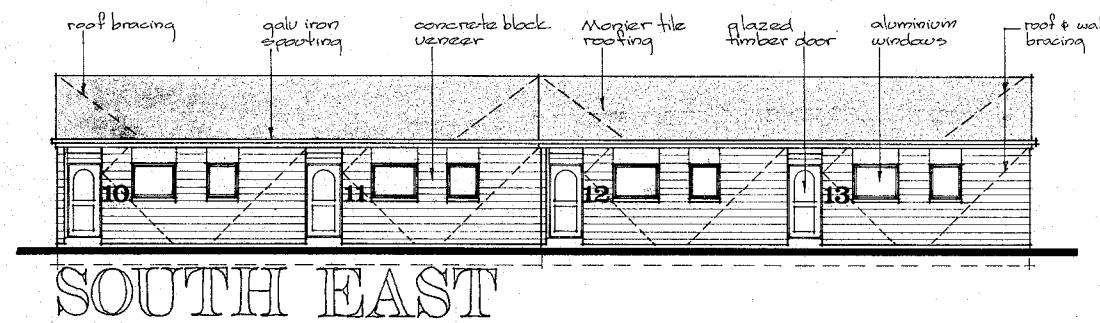 roof bracing
galv iron
spouting
concrete block
veneer
Monier tile
roofing
glazed
timber door
aluminium
windows
roof & wa
bracing
10
11
12
13
SOUTH EAST